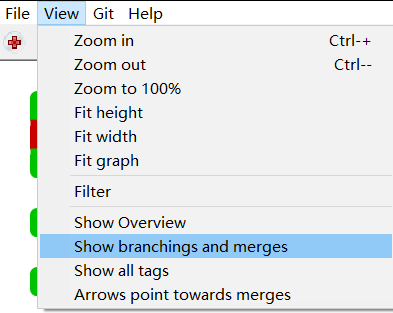 File View Git Help
Zoom in Ctrl-+
Zoom out Ctrl--
Zoom to 100%
Fit height
Fit width
Fit graph
Filter
Show Overview
Show branchings and merges
Show all tags
Arrows point towards merges